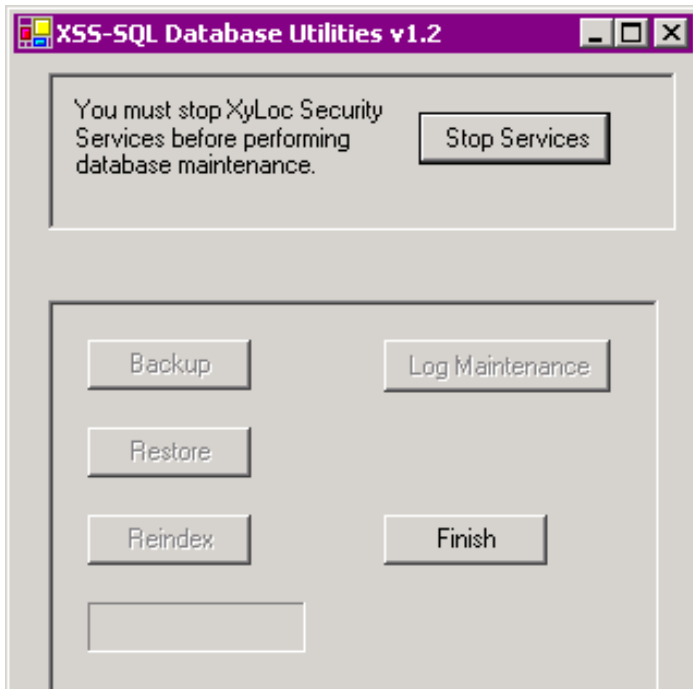 XSS-SQL Database Utilities v1.2
You must stop XyLoc Security
Services before performing
database maintenance.
Stop Services
Backup
Log Maintenance
Restore
Reindex
Finish